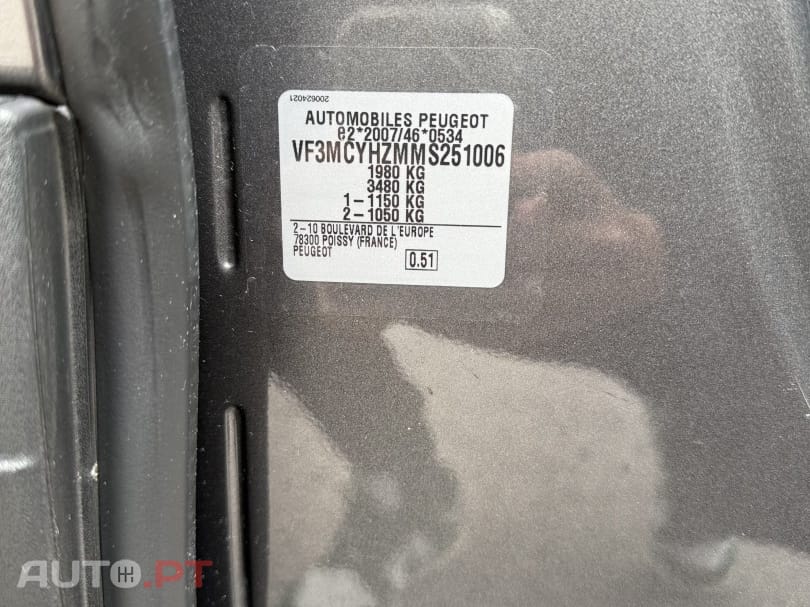 200624021
AUTOMOBILES PEUGEOT
e2*2007/46*0534
VF3MCYHZMMS251006
1980 KG
3480 KG
1-1150 KG
2-1050 KG
2-10 BOULEVARD DE L'EUROPE
78300 POISSY (FRANCE)
PEUGEOT
0.51
AUTO.PT